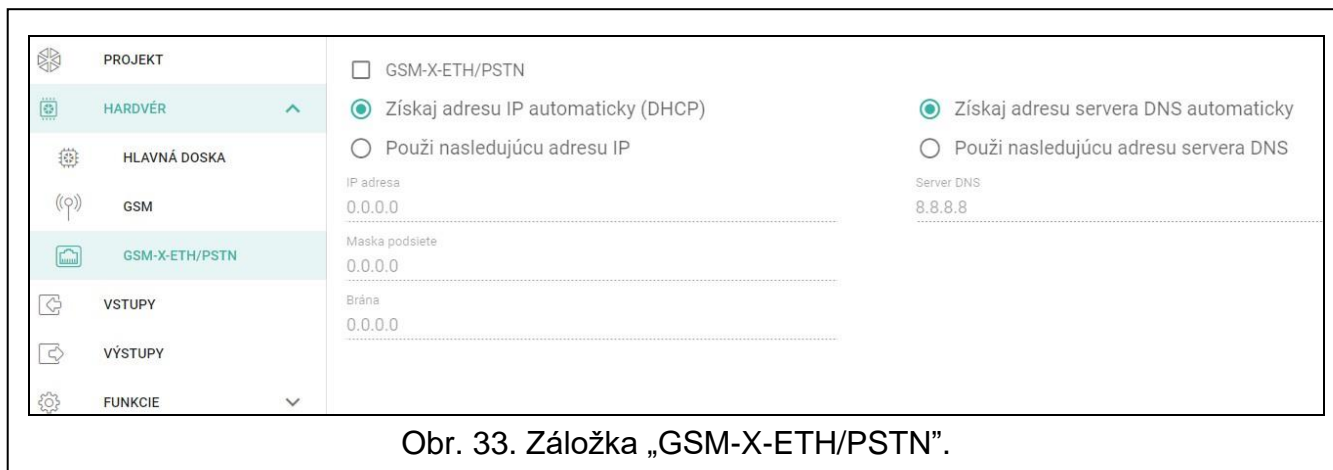 PROJEKT
HARDVÉR
HLAVNÁ DOSKA
GSM
GSM-X-ETH/PSTN
VSTUPY
VÝSTUPY
FUNKCIE
GSM-X-ETH/PSTN
Získaj adresu IP automaticky (DHCP)
Použi nasledujúcu adresu IP
IP adresa
0.0.0.0
Maska podsiete
0.0.0.0
Brána
0.0.0.0
Získaj adresu servera DNS automaticky
Použi nasledujúcu adresu servera DNS
Server DNS
8.8.8.8
Obr. 33. Záložka „GSM-X-ETH/PSTN”.